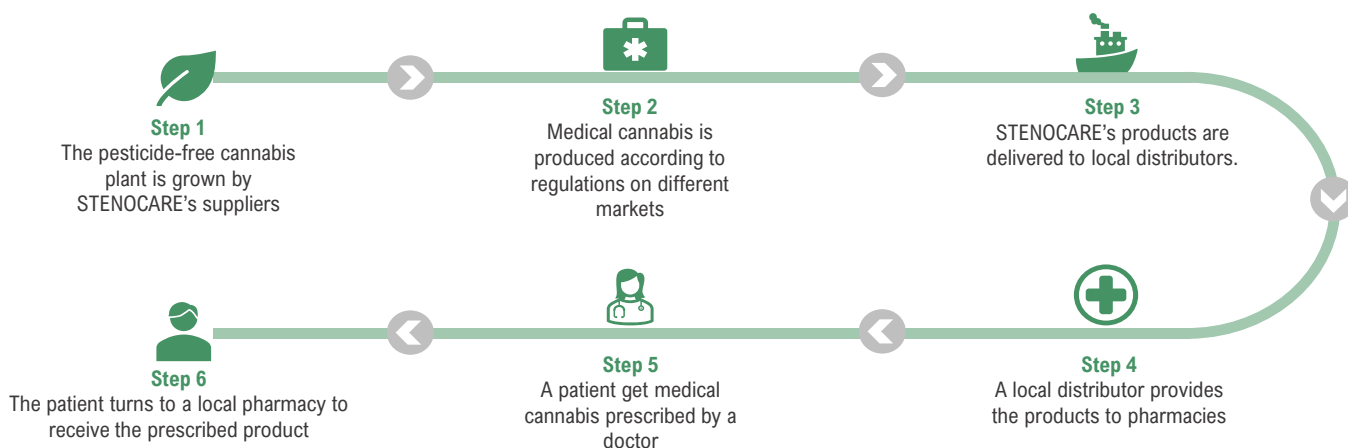 Step 1
The pesticide-free cannabis
plant is grown by
STENOCARE's suppliers
Step 2
Medical cannabis is
produced according to
regulations on different
markets
Step 3
STENOCARE's products are
delivered to local distributors.
Step 4
A local distributor provides
the products to pharmacies
Step 5
A patient get medical
cannabis prescribed by a
doctor
Step 6
The patient turns to a local pharmacy to
receive the prescribed product